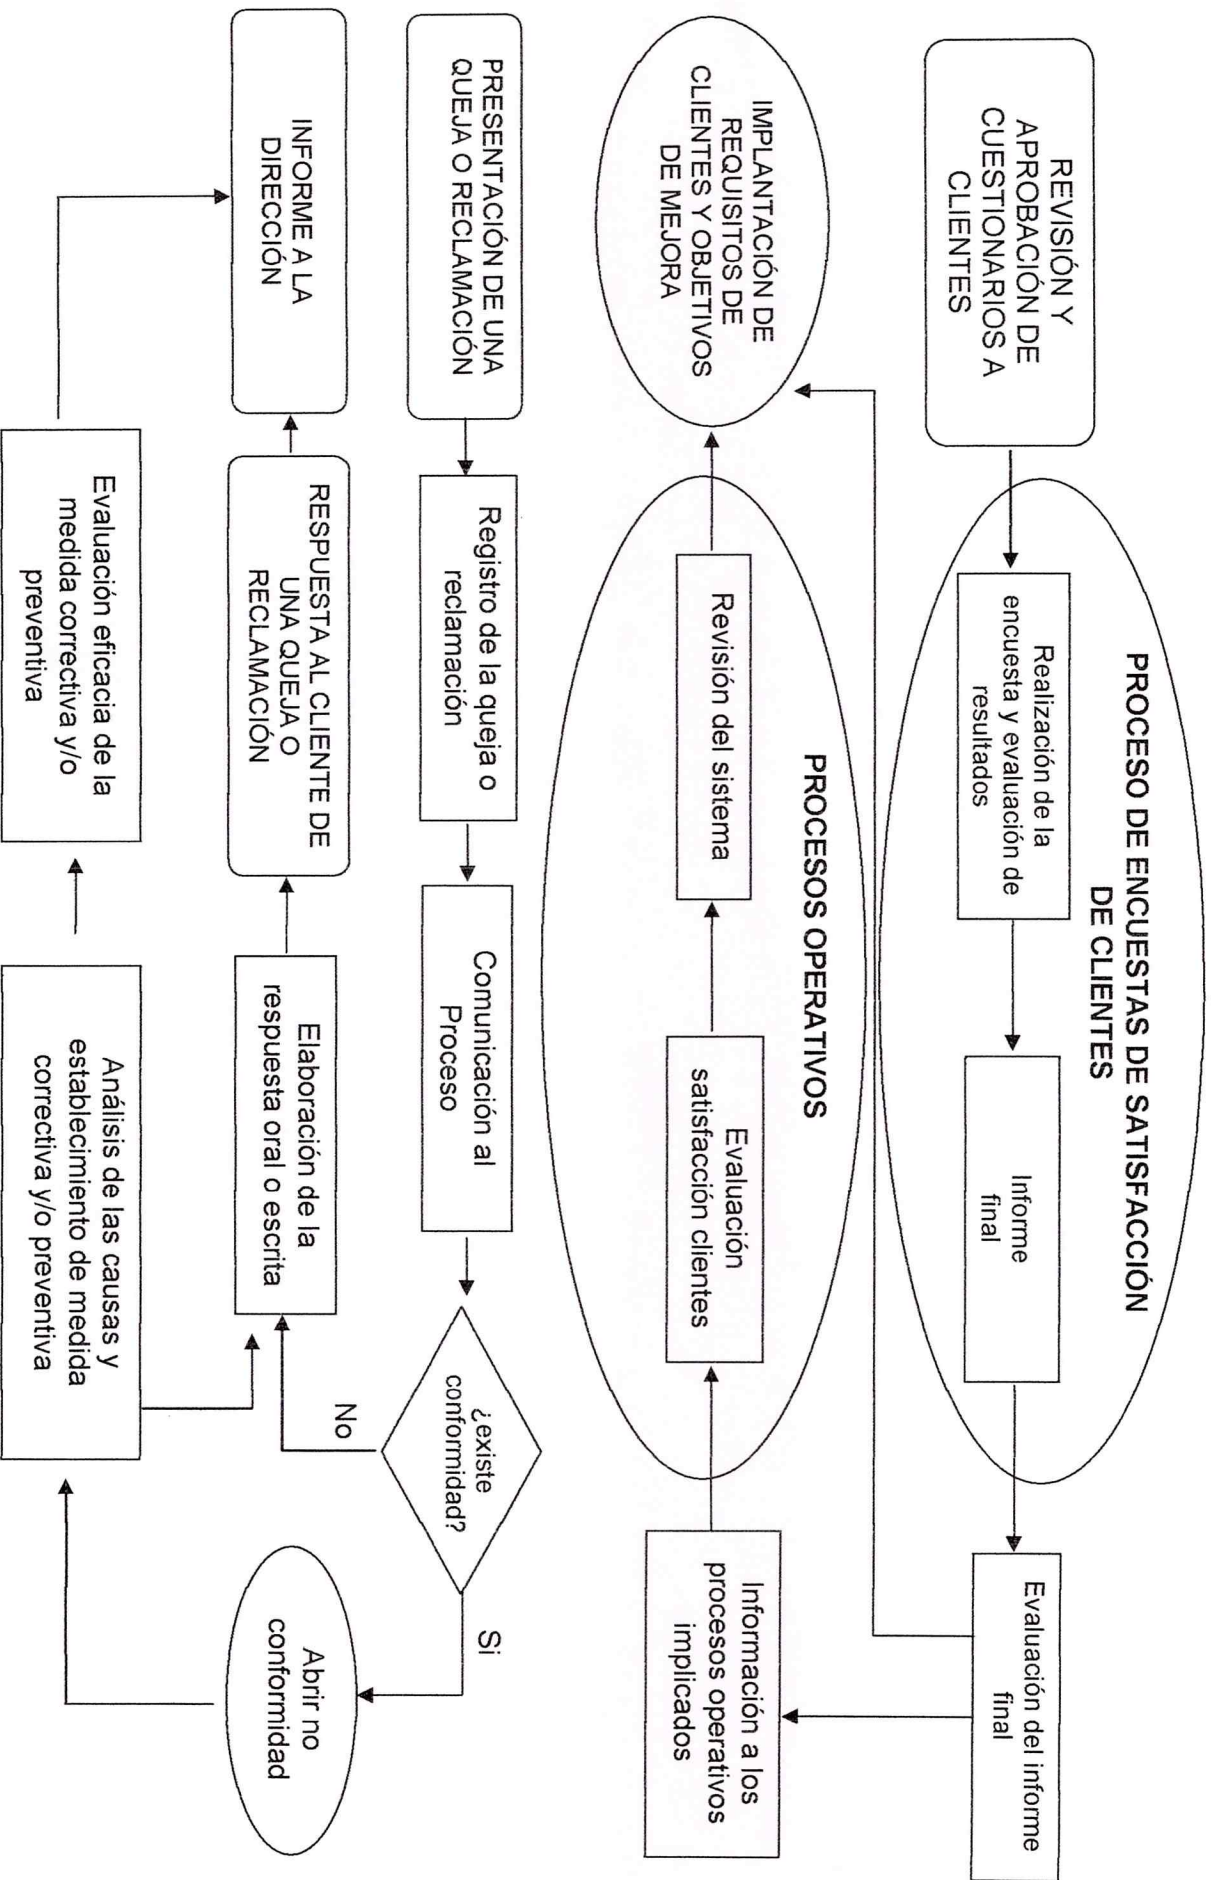 REVISIÓN Y
APROBACIÓN DE
CUESTIONARIOS A
CLIENTES
PROCESO DE ENCUESTAS DE SATISFACCIÓN
DE CLIENTES
Realización de la
encuesta y evaluación de
resultados
Informe
final
Evaluación del informe
final
IMPLANTACIÓN DE
REQUISITOS DE
CLIENTES Y OBJETIVOS
DE MEJORA
PROCESOS OPERATIVOS
Revisión del sistema
Evaluación
satisfacción clientes
Información a los
procesos operativos
implicados
PRESENTACIÓN DE UNA
QUEJA O RECLAMACIÓN
Registro de la queja o
reclamación
Comunicación al
Proceso
¿existe
conformidad?
Si
No
INFORME A LA
DIRECCIÓN
RESPUESTA AL CLIENTE DE
UNA QUEJA O
RECLAMACIÓN
Elaboración de la
respuesta oral o escrita
Abrir no
conformidad
Evaluación eficacia de la
medida correctiva y/o
preventiva
Análisis de las causas y
establecimiento de medida
correctiva y/o preventiva